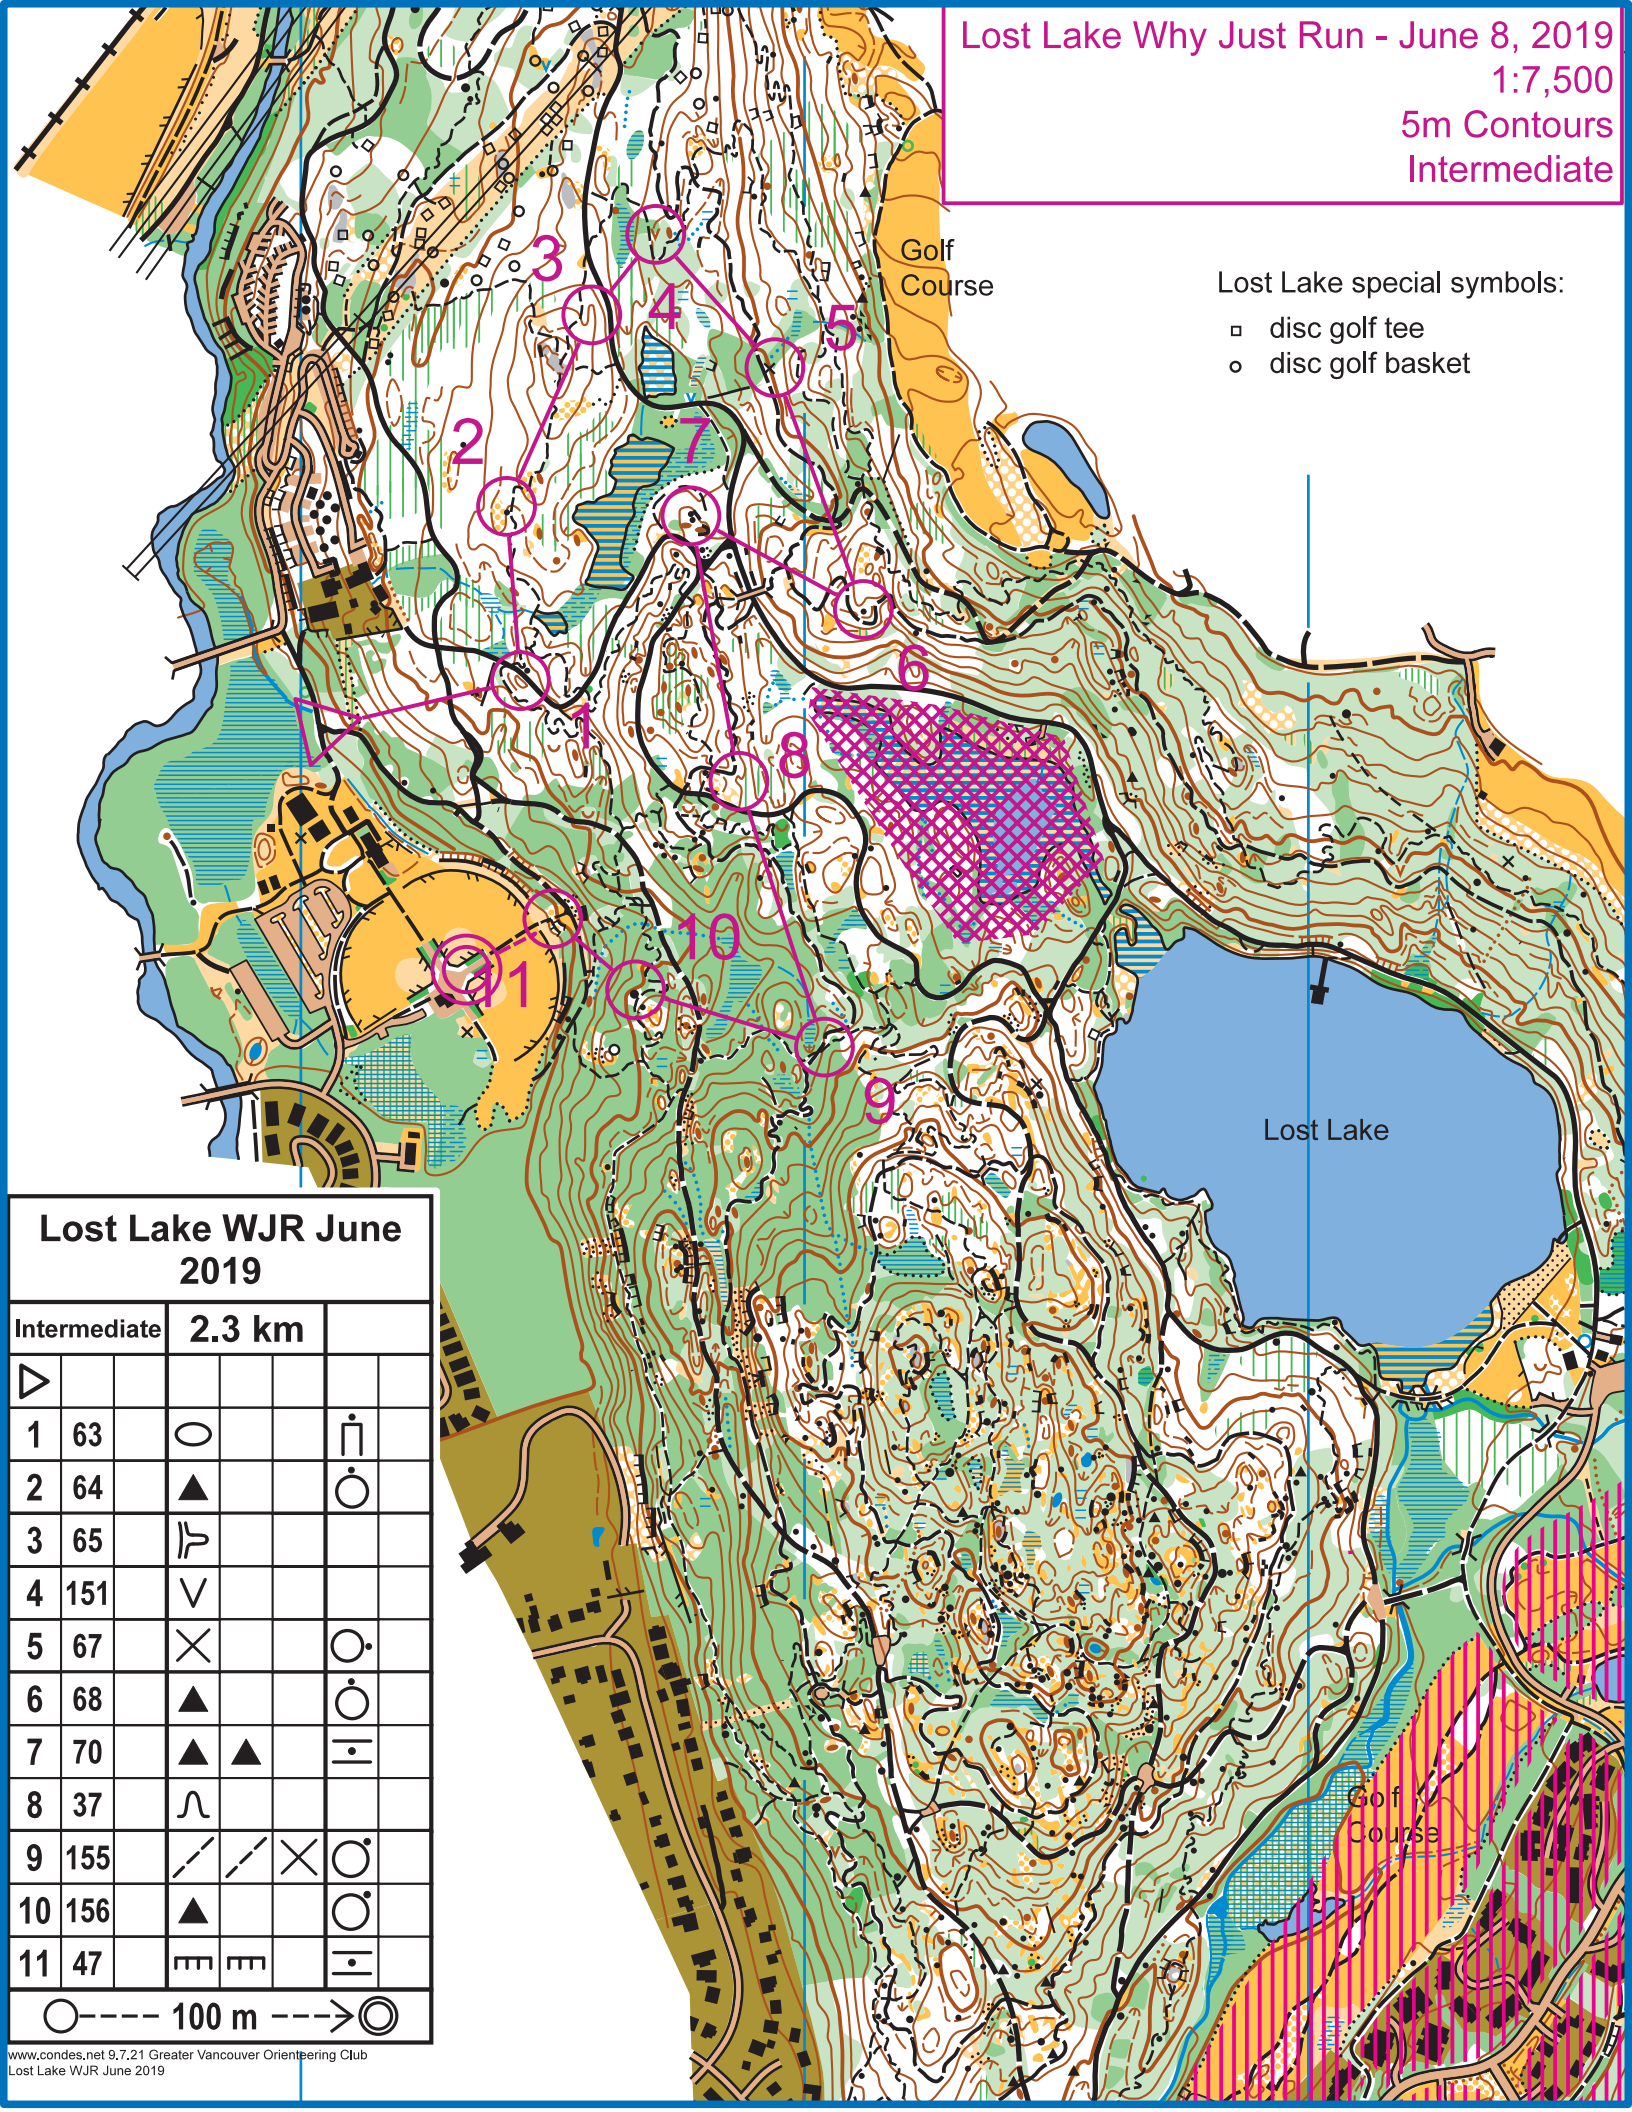 Lost Lake Why Just Run - June 8, 2019
1:7,500
5m Contours
Intermediate
Golf
Course
Lost Lake special symbols:
disc golf tee
disc golf basket
3
4
5
2
7
6
1
8
10
11
9
Lost Lake
Golf
Course
Lost Lake WJR June
2019
Intermediate 2.3 km
1 63
2 64
3 65
4 151
5 67
6 68
7 70
8 37
9 155
10 156
11 47
100 m
www.condes.net 9.7.21 Greater Vancouver Orienteering Club
Lost Lake WJR June 2019